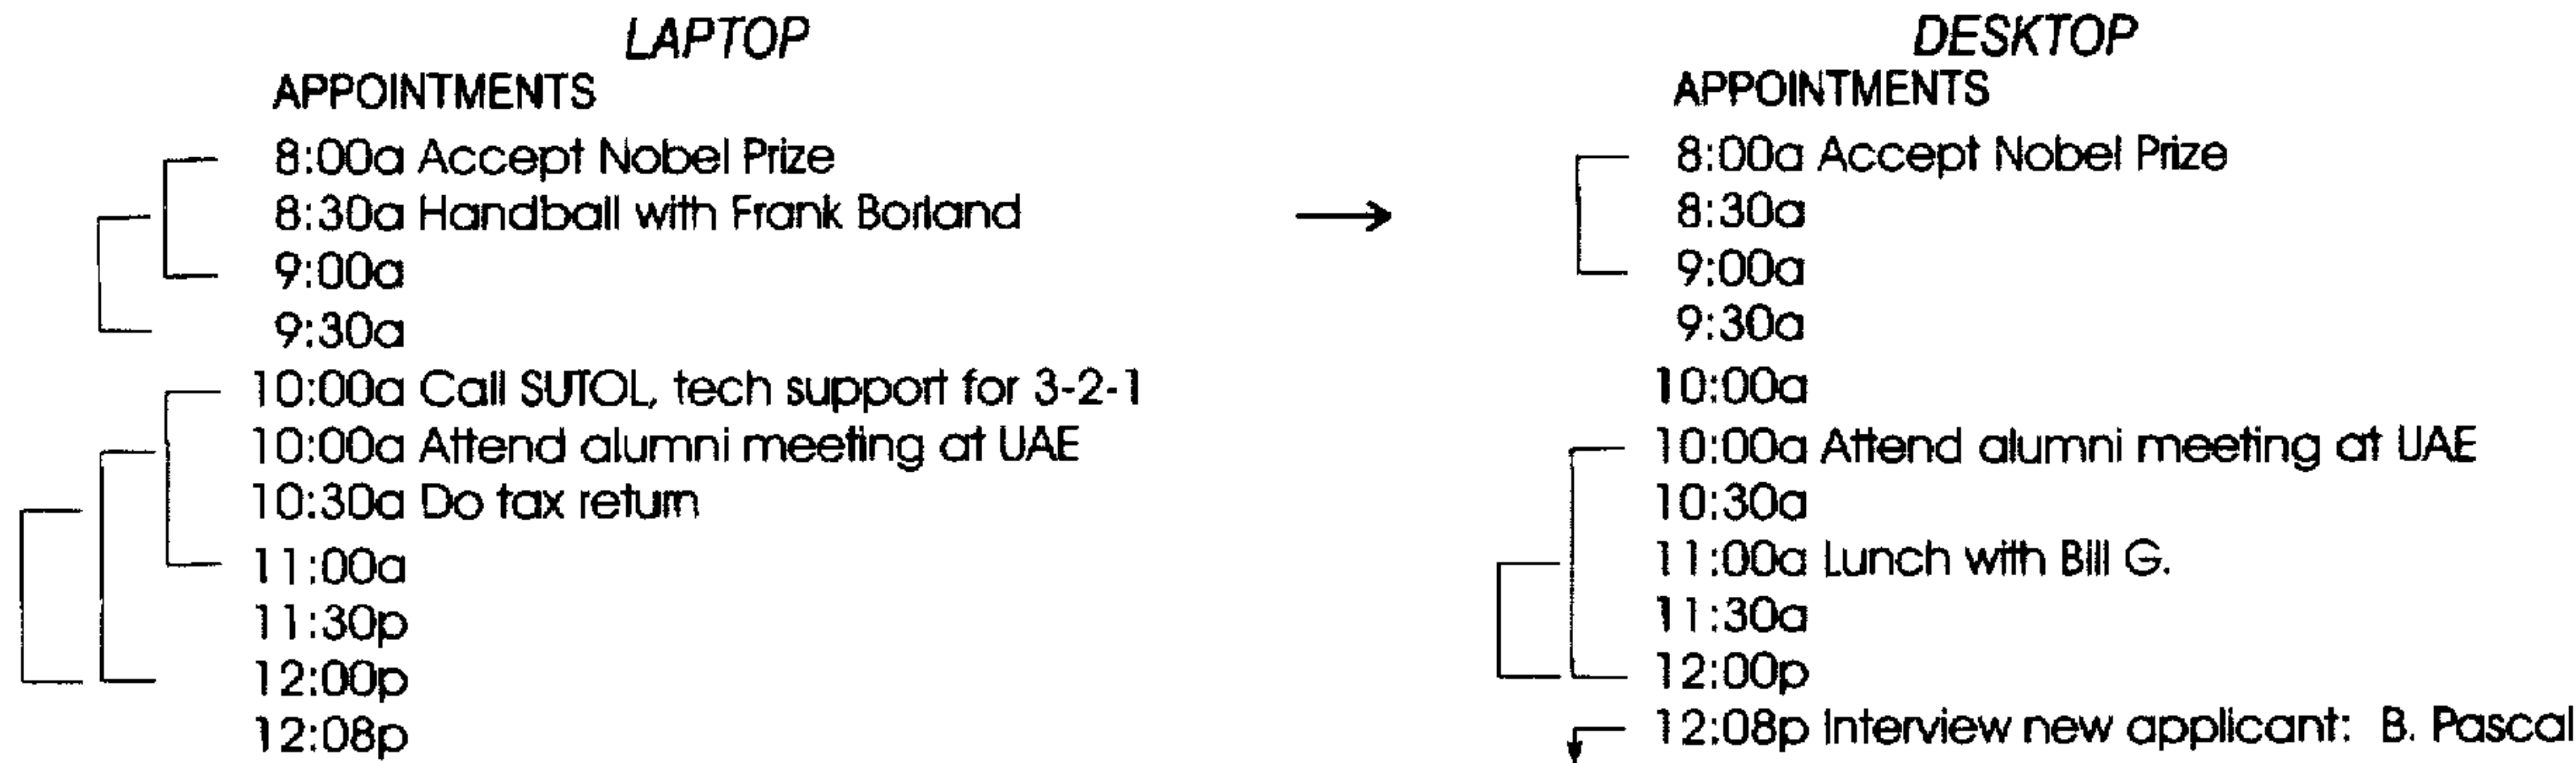 LAPTOP
APPOINTMENTS
8:00a Accept Nobel Prize
8:30a Handball with Frank Borland
9:00a
9:30a
10:00a Call SUTOL, tech support for 3-2-1
10:00a Attend alumni meeting at UAE
10:30a Do tax return
11:00a
11:30p
12:00p
12:08p
DESKTOP
APPOINTMENTS
8:00a Accept Nobel Prize
8:30a
9:00a
9:30a
10:00a
10:00a Attend alumni meeting at UAE
10:30a
11:00a Lunch with Bill G.
11:30a
12:00p
12:08p Interview new applicant: B. Pascal